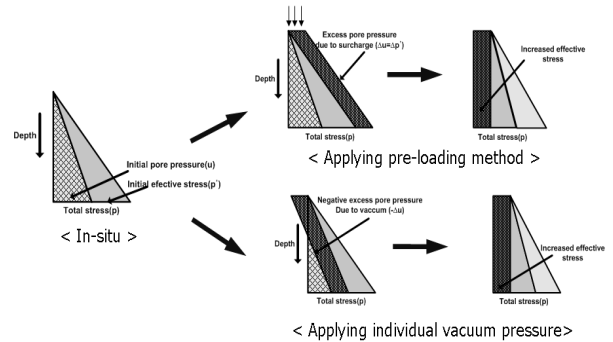 Depth
Initial pore pressure(u)
Initial efective stress(p´)
Total stress(p)
< In-situ >
Excess pore pressure
due to surcharge (Δu=Δp´)
Depth
Total stress(p)
Increased effective
stress
Total stress(p)
< Applying pre-loading method >
Negative excess pore pressure
Due to vaccum (-Δu)
Depth
Total stress(p)
Increased effective
stress
Total stress(p)
< Applying individual vacuum pressure>